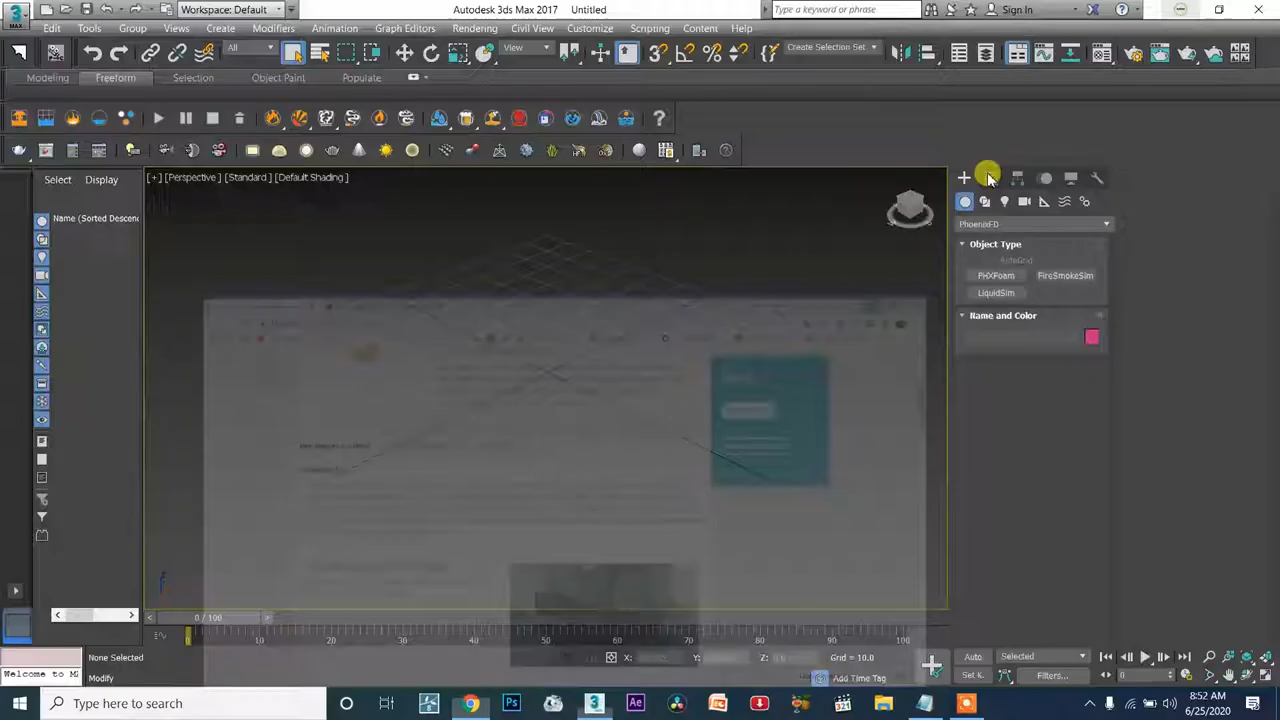 Workspace: Default
Autodesk 3ds Max 2017 Untitled
Type a keyword or phrase
Sign In
Edit Tools Group Views Create Modifiers Animation Graph Editors Rendering Civil View Customize Scripting Content Help
All
View
Create Selection Set
Modeling Freeform Selection Object Paint Populate
Select Display
Name (Sorted Descend
[+] [Perspective] [Standard] [Default Shading]
PhoenixFD
Object Type
AutoGrid
PHXFoam FireSmokeSim
LiquidSim
Name and Color
0 / 100
10 20 30 40 50 60 70 80 90 100
None Selected
X: Y: Z: Grid = 10.0
Auto Selected
Welcome to M
Modify
Add Time Tag
Set K. Filters... 0
Type here to search
Ps
3
Ae
321
8:52 AM
6/25/2020